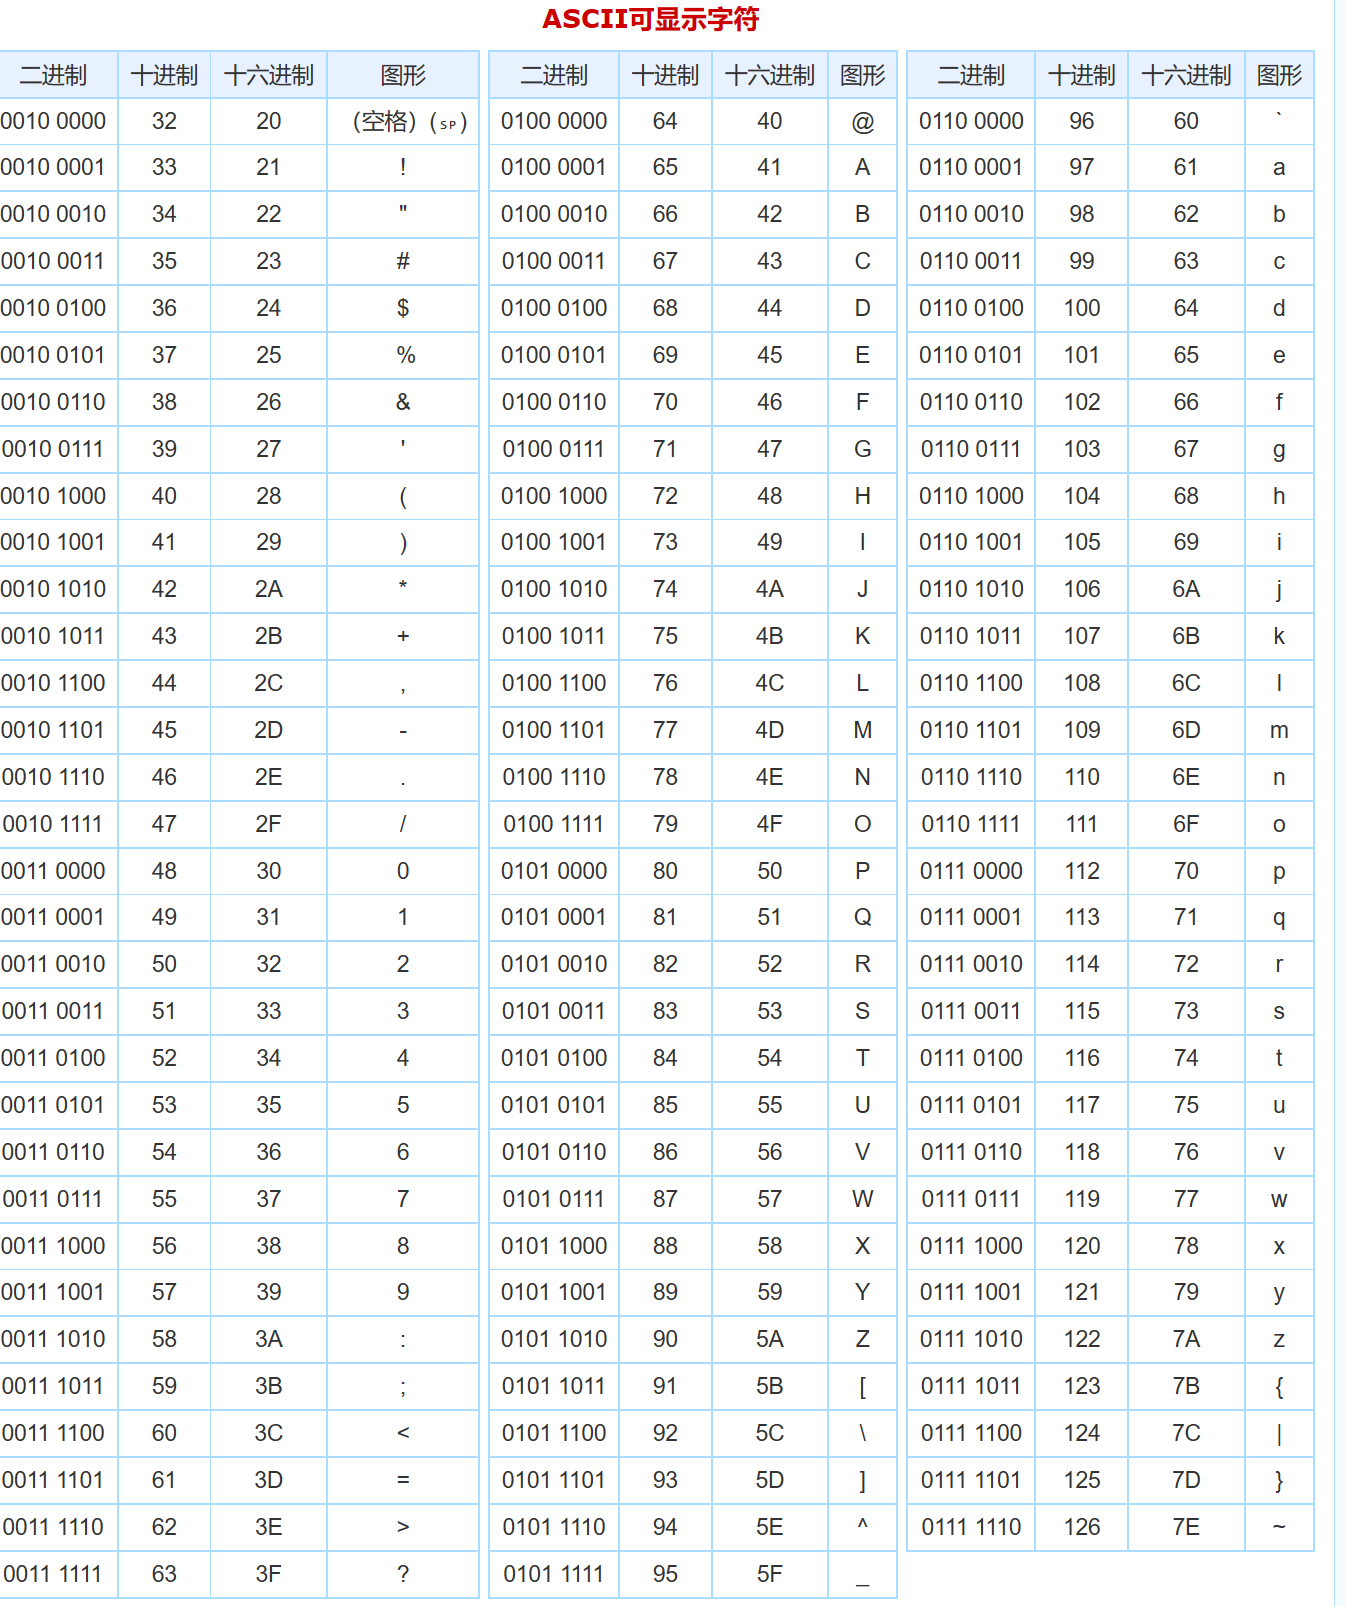 ASCII可显示字符
二进制 十进制 十六进制 图形 二进制 十进制 十六进制 图形 二进制 十进制 十六进制 图形
0010 0000 32 20 (空格) (␠) 0100 0000 64 40 @ 0110 0000 96 60 `
0010 0001 33 21 ! 0100 0001 65 41 A 0110 0001 97 61 a
0010 0010 34 22 " 0100 0010 66 42 B 0110 0010 98 62 b
0010 0011 35 23 # 0100 0011 67 43 C 0110 0011 99 63 c
0010 0100 36 24 $ 0100 0100 68 44 D 0110 0100 100 64 d
0010 0101 37 25 % 0100 0101 69 45 E 0110 0101 101 65 e
0010 0110 38 26 & 0100 0110 70 46 F 0110 0110 102 66 f
0010 0111 39 27 ' 0100 0111 71 47 G 0110 0111 103 67 g
0010 1000 40 28 ( 0100 1000 72 48 H 0110 1000 104 68 h
0010 1001 41 29 ) 0100 1001 73 49 I 0110 1001 105 69 i
0010 1010 42 2A * 0100 1010 74 4A J 0110 1010 106 6A j
0010 1011 43 2B + 0100 1011 75 4B K 0110 1011 107 6B k
0010 1100 44 2C , 0100 1100 76 4C L 0110 1100 108 6C l
0010 1101 45 2D - 0100 1101 77 4D M 0110 1101 109 6D m
0010 1110 46 2E . 0100 1110 78 4E N 0110 1110 110 6E n
0010 1111 47 2F / 0100 1111 79 4F O 0110 1111 111 6F o
0011 0000 48 30 0 0101 0000 80 50 P 0111 0000 112 70 p
0011 0001 49 31 1 0101 0001 81 51 Q 0111 0001 113 71 q
0011 0010 50 32 2 0101 0010 82 52 R 0111 0010 114 72 r
0011 0011 51 33 3 0101 0011 83 53 S 0111 0011 115 73 s
0011 0100 52 34 4 0101 0100 84 54 T 0111 0100 116 74 t
0011 0101 53 35 5 0101 0101 85 55 U 0111 0101 117 75 u
0011 0110 54 36 6 0101 0110 86 56 V 0111 0110 118 76 v
0011 0111 55 37 7 0101 0111 87 57 W 0111 0111 119 77 w
0011 1000 56 38 8 0101 1000 88 58 X 0111 1000 120 78 x
0011 1001 57 39 9 0101 1001 89 59 Y 0111 1001 121 79 y
0011 1010 58 3A : 0101 1010 90 5A Z 0111 1010 122 7A z
0011 1011 59 3B ; 0101 1011 91 5B [ 0111 1011 123 7B {
0011 1100 60 3C < 0101 1100 92 5C \ 0111 1100 124 7C |
0011 1101 61 3D = 0101 1101 93 5D ] 0111 1101 125 7D }
0011 1110 62 3E > 0101 1110 94 5E ^ 0111 1110 126 7E ~
0011 1111 63 3F ? 0101 1111 95 5F _